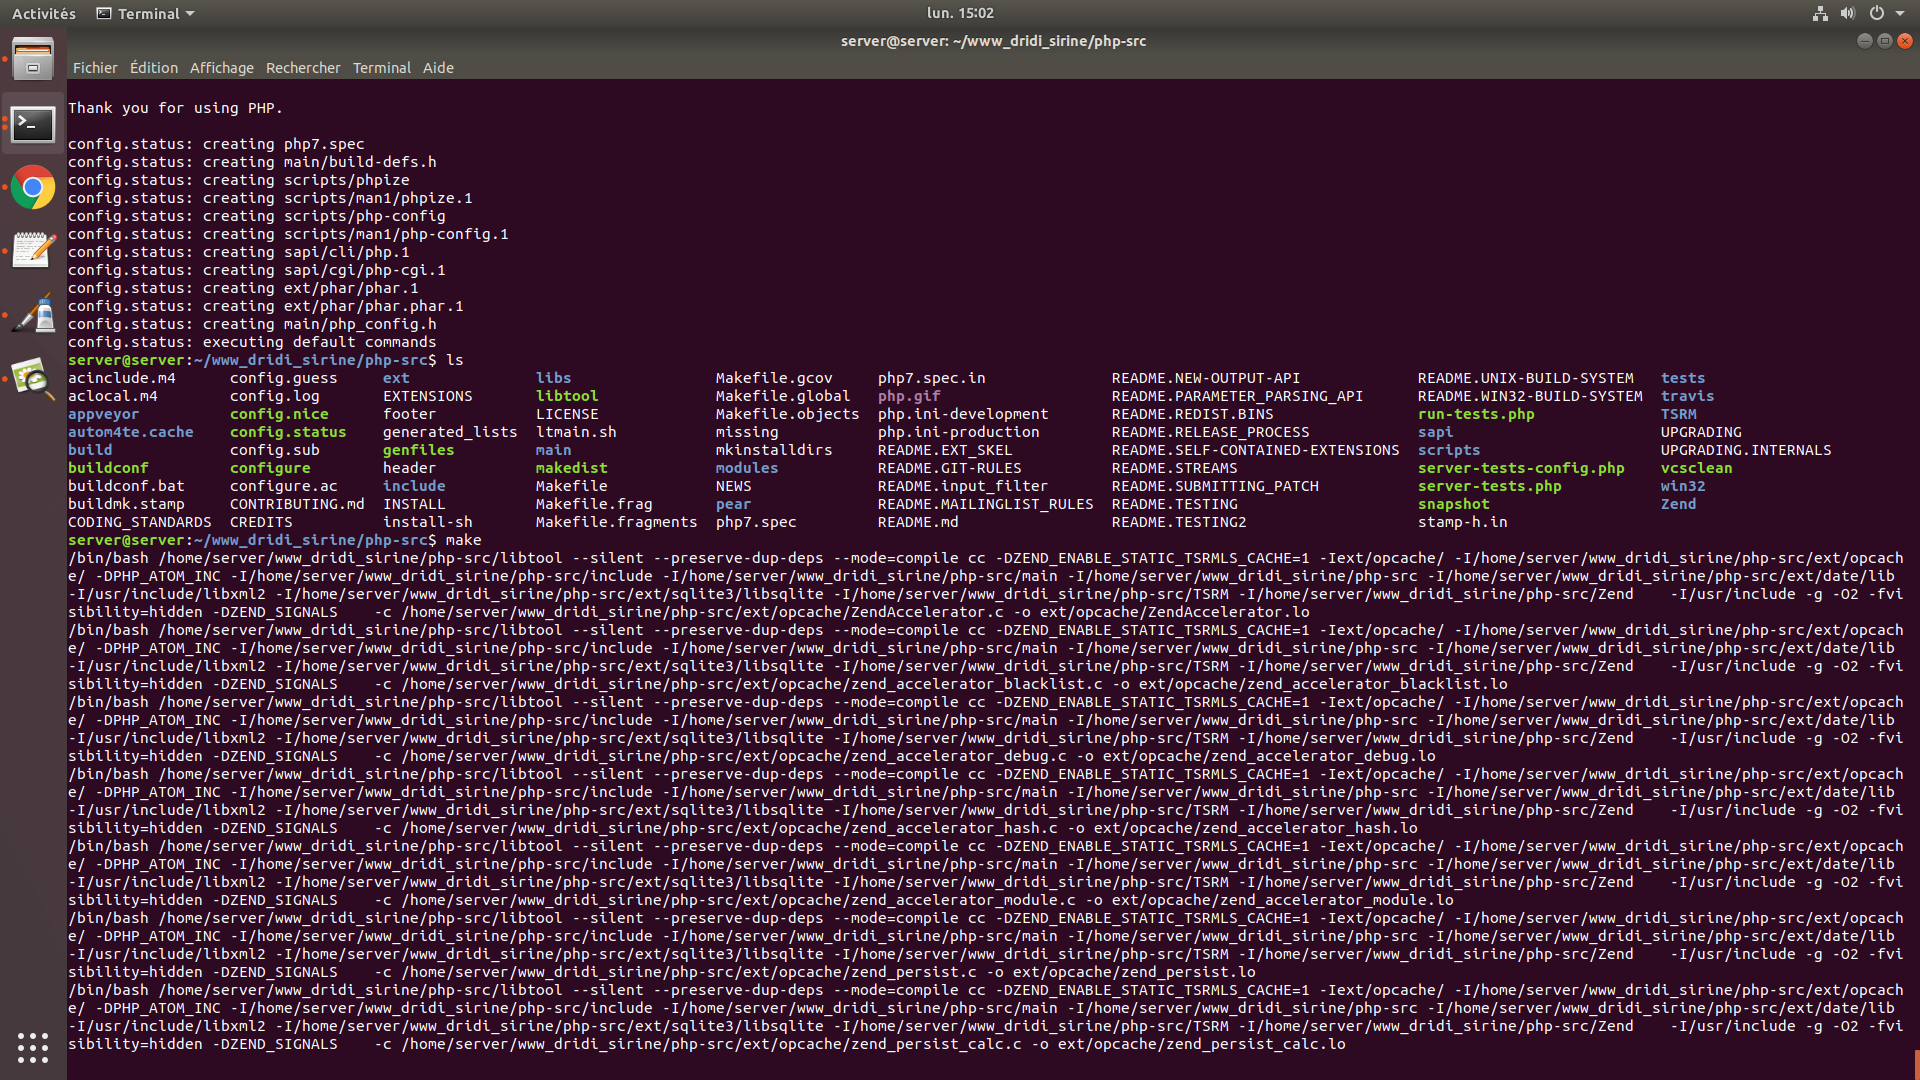 Activités Terminal lun. 15:02
server@server: ~/www_dridi_sirine/php-src
Fichier Édition Affichage Rechercher Terminal Aide
Thank you for using PHP.
config.status: creating php7.spec
config.status: creating main/build-defs.h
config.status: creating scripts/phpize
config.status: creating scripts/man1/phpize.1
config.status: creating scripts/php-config
config.status: creating scripts/man1/php-config.1
config.status: creating sapi/cli/php.1
config.status: creating sapi/cgi/php-cgi.1
config.status: creating ext/phar/phar.1
config.status: creating ext/phar/phar.phar.1
config.status: creating main/php_config.h
config.status: executing default commands
server@server:~/www_dridi_sirine/php-src$ ls
acinclude.m4 config.guess ext libs Makefile.gcov php7.spec.in README.NEW-OUTPUT-API README.UNIX-BUILD-SYSTEM tests
aclocal.m4 config.log EXTENSIONS libtool Makefile.global php.gif README.PARAMETER_PARSING_API README.WIN32-BUILD-SYSTEM travis
appveyor config.nice footer LICENSE Makefile.objects php.ini-development README.REDIST.BINS run-tests.php TSRM
autom4te.cache config.status generated_lists ltmain.sh missing php.ini-production README.RELEASE_PROCESS sapi UPGRADING
build config.sub genfiles main mkinstalldirs README.EXT_SKEL README.SELF-CONTAINED-EXTENSIONS scripts UPGRADING.INTERNALS
buildconf configure header makedist modules README.GIT-RULES README.STREAMS server-tests-config.php vcsclean
buildconf.bat configure.ac include Makefile NEWS README.input_filter README.SUBMITTING_PATCH server-tests.php win32
buildmk.stamp CONTRIBUTING.md INSTALL Makefile.frag pear README.MAILINGLIST_RULES README.TESTING snapshot Zend
CODING_STANDARDS CREDITS install-sh Makefile.fragments php7.spec README.md README.TESTING2 stamp-h.in
server@server:~/www_dridi_sirine/php-src$ make
/bin/bash /home/server/www_dridi_sirine/php-src/libtool --silent --preserve-dup-deps --mode=compile cc -DZEND_ENABLE_STATIC_TSRMLS_CACHE=1 -Iext/opcache/ -I/home/server/www_dridi_sirine/php-src/ext/opcach
e/ -DPHP_ATOM_INC -I/home/server/www_dridi_sirine/php-src/include -I/home/server/www_dridi_sirine/php-src/main -I/home/server/www_dridi_sirine/php-src -I/home/server/www_dridi_sirine/php-src/ext/date/lib
-I/usr/include/libxml2 -I/home/server/www_dridi_sirine/php-src/ext/sqlite3/libsqlite -I/home/server/www_dridi_sirine/php-src/TSRM -I/home/server/www_dridi_sirine/php-src/Zend -I/usr/include -g -O2 -fvi
sibility=hidden -DZEND_SIGNALS -c /home/server/www_dridi_sirine/php-src/ext/opcache/ZendAccelerator.c -o ext/opcache/ZendAccelerator.lo
/bin/bash /home/server/www_dridi_sirine/php-src/libtool --silent --preserve-dup-deps --mode=compile cc -DZEND_ENABLE_STATIC_TSRMLS_CACHE=1 -Iext/opcache/ -I/home/server/www_dridi_sirine/php-src/ext/opcach
e/ -DPHP_ATOM_INC -I/home/server/www_dridi_sirine/php-src/include -I/home/server/www_dridi_sirine/php-src/main -I/home/server/www_dridi_sirine/php-src -I/home/server/www_dridi_sirine/php-src/ext/date/lib
-I/usr/include/libxml2 -I/home/server/www_dridi_sirine/php-src/ext/sqlite3/libsqlite -I/home/server/www_dridi_sirine/php-src/TSRM -I/home/server/www_dridi_sirine/php-src/Zend -I/usr/include -g -O2 -fvi
sibility=hidden -DZEND_SIGNALS -c /home/server/www_dridi_sirine/php-src/ext/opcache/zend_accelerator_blacklist.c -o ext/opcache/zend_accelerator_blacklist.lo
/bin/bash /home/server/www_dridi_sirine/php-src/libtool --silent --preserve-dup-deps --mode=compile cc -DZEND_ENABLE_STATIC_TSRMLS_CACHE=1 -Iext/opcache/ -I/home/server/www_dridi_sirine/php-src/ext/opcach
e/ -DPHP_ATOM_INC -I/home/server/www_dridi_sirine/php-src/include -I/home/server/www_dridi_sirine/php-src/main -I/home/server/www_dridi_sirine/php-src -I/home/server/www_dridi_sirine/php-src/ext/date/lib
-I/usr/include/libxml2 -I/home/server/www_dridi_sirine/php-src/ext/sqlite3/libsqlite -I/home/server/www_dridi_sirine/php-src/TSRM -I/home/server/www_dridi_sirine/php-src/Zend -I/usr/include -g -O2 -fvi
sibility=hidden -DZEND_SIGNALS -c /home/server/www_dridi_sirine/php-src/ext/opcache/zend_accelerator_debug.c -o ext/opcache/zend_accelerator_debug.lo
/bin/bash /home/server/www_dridi_sirine/php-src/libtool --silent --preserve-dup-deps --mode=compile cc -DZEND_ENABLE_STATIC_TSRMLS_CACHE=1 -Iext/opcache/ -I/home/server/www_dridi_sirine/php-src/ext/opcach
e/ -DPHP_ATOM_INC -I/home/server/www_dridi_sirine/php-src/include -I/home/server/www_dridi_sirine/php-src/main -I/home/server/www_dridi_sirine/php-src -I/home/server/www_dridi_sirine/php-src/ext/date/lib
-I/usr/include/libxml2 -I/home/server/www_dridi_sirine/php-src/ext/sqlite3/libsqlite -I/home/server/www_dridi_sirine/php-src/TSRM -I/home/server/www_dridi_sirine/php-src/Zend -I/usr/include -g -O2 -fvi
sibility=hidden -DZEND_SIGNALS -c /home/server/www_dridi_sirine/php-src/ext/opcache/zend_accelerator_hash.c -o ext/opcache/zend_accelerator_hash.lo
/bin/bash /home/server/www_dridi_sirine/php-src/libtool --silent --preserve-dup-deps --mode=compile cc -DZEND_ENABLE_STATIC_TSRMLS_CACHE=1 -Iext/opcache/ -I/home/server/www_dridi_sirine/php-src/ext/opcach
e/ -DPHP_ATOM_INC -I/home/server/www_dridi_sirine/php-src/include -I/home/server/www_dridi_sirine/php-src/main -I/home/server/www_dridi_sirine/php-src -I/home/server/www_dridi_sirine/php-src/ext/date/lib
-I/usr/include/libxml2 -I/home/server/www_dridi_sirine/php-src/ext/sqlite3/libsqlite -I/home/server/www_dridi_sirine/php-src/TSRM -I/home/server/www_dridi_sirine/php-src/Zend -I/usr/include -g -O2 -fvi
sibility=hidden -DZEND_SIGNALS -c /home/server/www_dridi_sirine/php-src/ext/opcache/zend_accelerator_module.c -o ext/opcache/zend_accelerator_module.lo
/bin/bash /home/server/www_dridi_sirine/php-src/libtool --silent --preserve-dup-deps --mode=compile cc -DZEND_ENABLE_STATIC_TSRMLS_CACHE=1 -Iext/opcache/ -I/home/server/www_dridi_sirine/php-src/ext/opcach
e/ -DPHP_ATOM_INC -I/home/server/www_dridi_sirine/php-src/include -I/home/server/www_dridi_sirine/php-src/main -I/home/server/www_dridi_sirine/php-src -I/home/server/www_dridi_sirine/php-src/ext/date/lib
-I/usr/include/libxml2 -I/home/server/www_dridi_sirine/php-src/ext/sqlite3/libsqlite -I/home/server/www_dridi_sirine/php-src/TSRM -I/home/server/www_dridi_sirine/php-src/Zend -I/usr/include -g -O2 -fvi
sibility=hidden -DZEND_SIGNALS -c /home/server/www_dridi_sirine/php-src/ext/opcache/zend_persist.c -o ext/opcache/zend_persist.lo
/bin/bash /home/server/www_dridi_sirine/php-src/libtool --silent --preserve-dup-deps --mode=compile cc -DZEND_ENABLE_STATIC_TSRMLS_CACHE=1 -Iext/opcache/ -I/home/server/www_dridi_sirine/php-src/ext/opcach
e/ -DPHP_ATOM_INC -I/home/server/www_dridi_sirine/php-src/include -I/home/server/www_dridi_sirine/php-src/main -I/home/server/www_dridi_sirine/php-src -I/home/server/www_dridi_sirine/php-src/ext/date/lib
-I/usr/include/libxml2 -I/home/server/www_dridi_sirine/php-src/ext/sqlite3/libsqlite -I/home/server/www_dridi_sirine/php-src/TSRM -I/home/server/www_dridi_sirine/php-src/Zend -I/usr/include -g -O2 -fvi
sibility=hidden -DZEND_SIGNALS -c /home/server/www_dridi_sirine/php-src/ext/opcache/zend_persist_calc.c -o ext/opcache/zend_persist_calc.lo